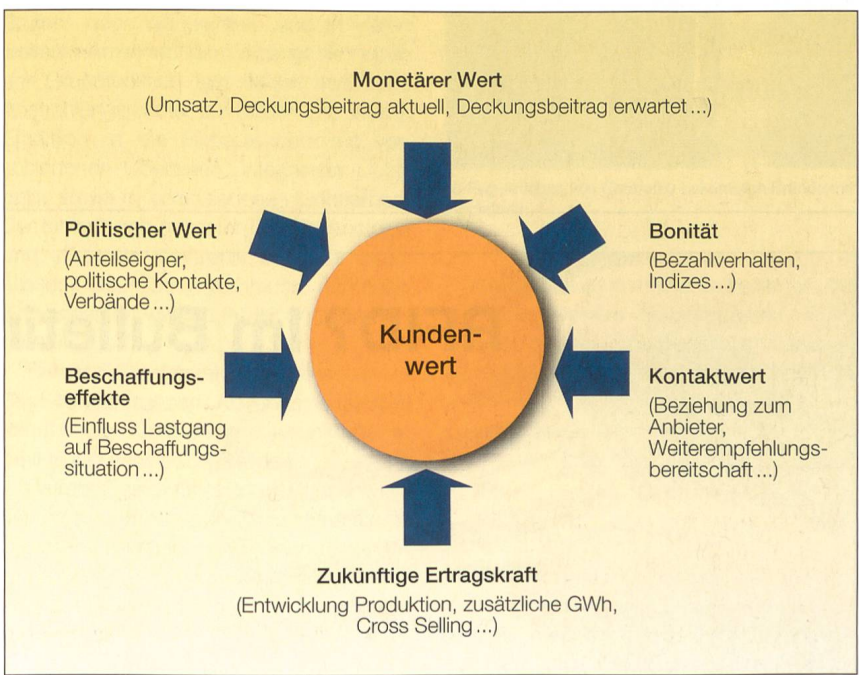 Monetärer Wert
(Umsatz, Deckungsbeitrag aktuell, Deckungsbeitrag erwartet ...)
Politischer Wert
(Anteilseigner,
politische Kontakte,
Verbände ...)
Bonität
(Bezahlverhalten,
Indizes ...)
Kunden-
wert
Beschaffungs-
effekte
(Einfluss Lastgang
auf Beschaffungs-
situation ...)
Kontaktwert
(Beziehung zum
Anbieter,
Weiterempfehlungs-
bereitschaft ...)
Zukünftige Ertragskraft
(Entwicklung Produktion, zusätzliche GWh,
Cross Selling ...)